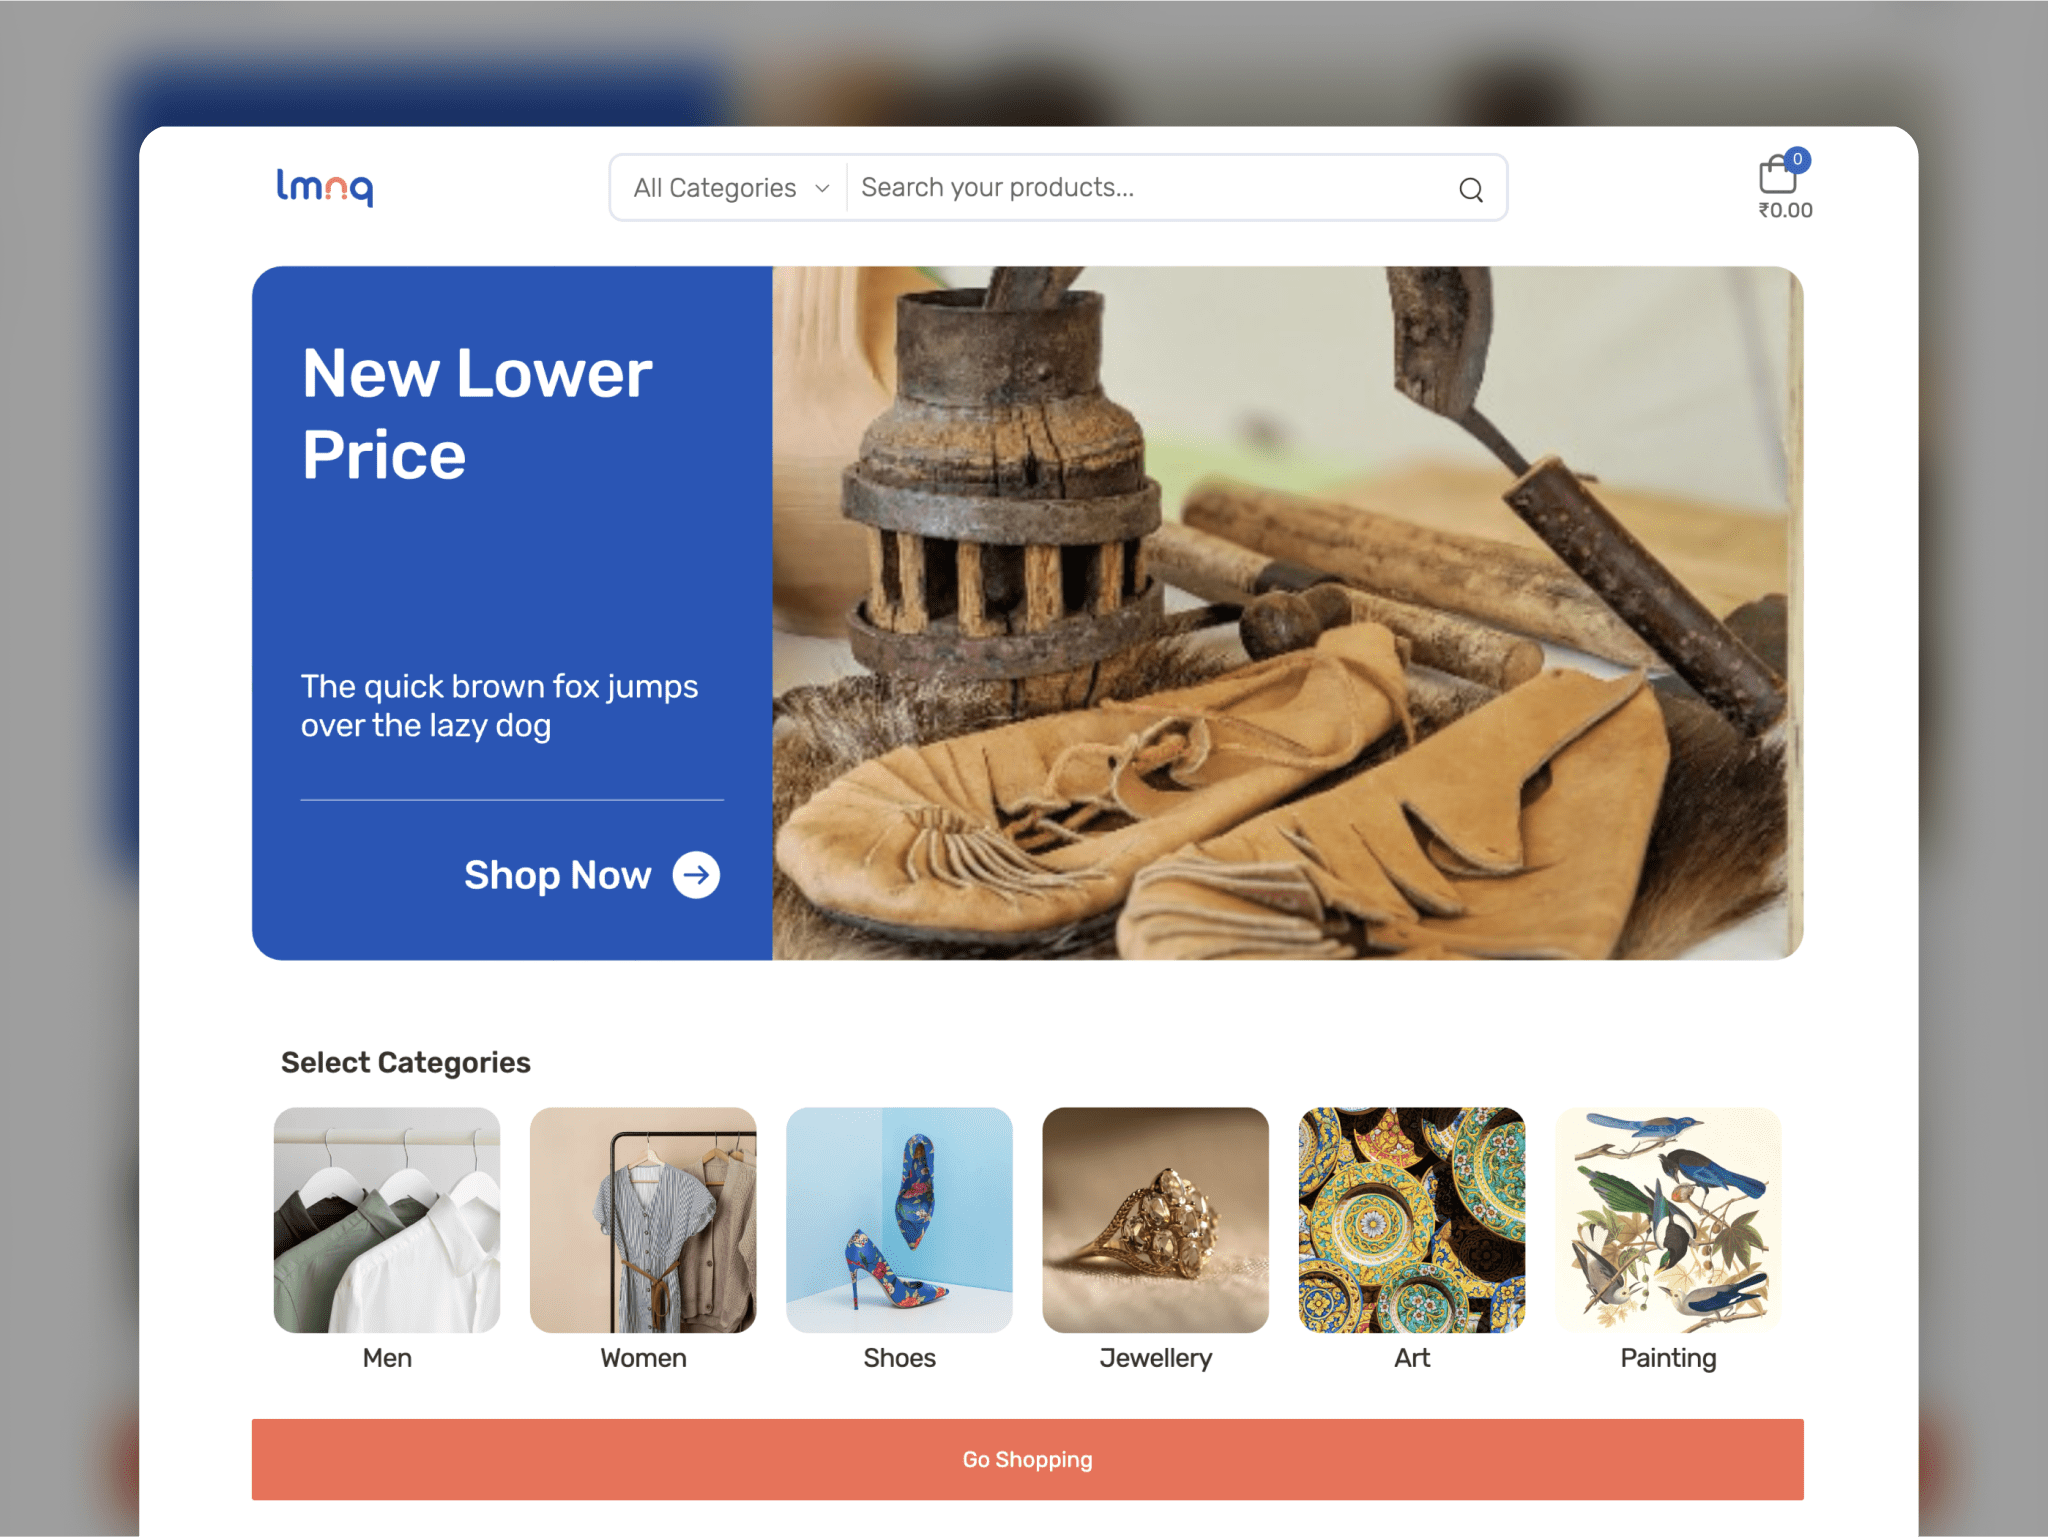 lmnq
All Categories
Search your products...
0
₹0.00
New Lower
Price
The quick brown fox jumps
over the lazy dog
Shop Now
Select Categories
Men
Women
Shoes
Jewellery
Art
Painting
Go Shopping